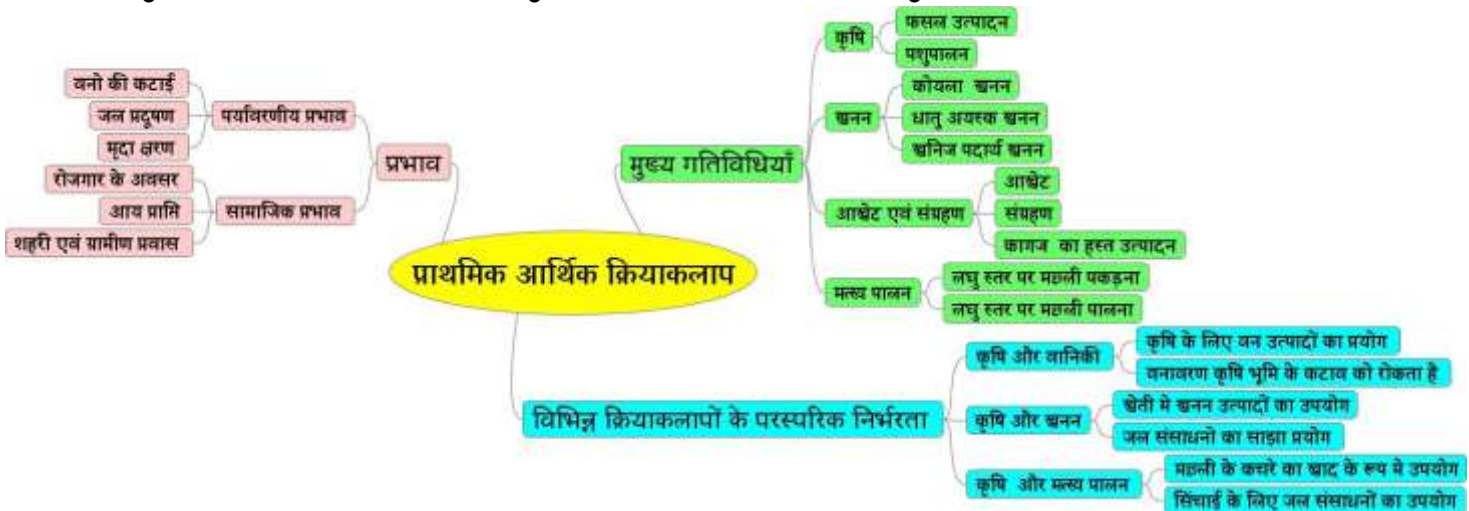 प्राथमिक आर्थिक क्रियाकलाप
मुख्य गतिविधियाँ
कृषि
फसल उत्पादन
पशुपालन
खनन
कोयला खनन
धातु अयस्क खनन
खनिज पदार्थ खनन
आखेट एवं संग्रहण
आखेट
संग्रहण
कागज का हस्त उत्पादन
मत्स्य पालन
लघु स्तर पर मछली पकड़ना
लघु स्तर पर मछली पालना
विभिन्न क्रियाकलापों के परस्परिक निर्भरता
कृषि और वानिकी
कृषि के लिए वन उत्पादों का प्रयोग
वनावरण कृषि भूमि के कटाव को रोकता है
कृषि और खनन
खेती मे खनन उत्पादों का उपयोग
जल संसाधनो का साझा प्रयोग
कृषि और मत्स्य पालन
मछली के कचरे का खाद के रूप मे उपयोग
सिंचाई के लिए जल संसाधनों का उपयोग
प्रभाव
पर्यावरणीय प्रभाव
वनो की कटाई
जल प्रदूषण
मृदा क्षरण
सामाजिक प्रभाव
रोजगार के अवसर
आय प्राप्ति
शहरी एवं ग्रामीण प्रवास